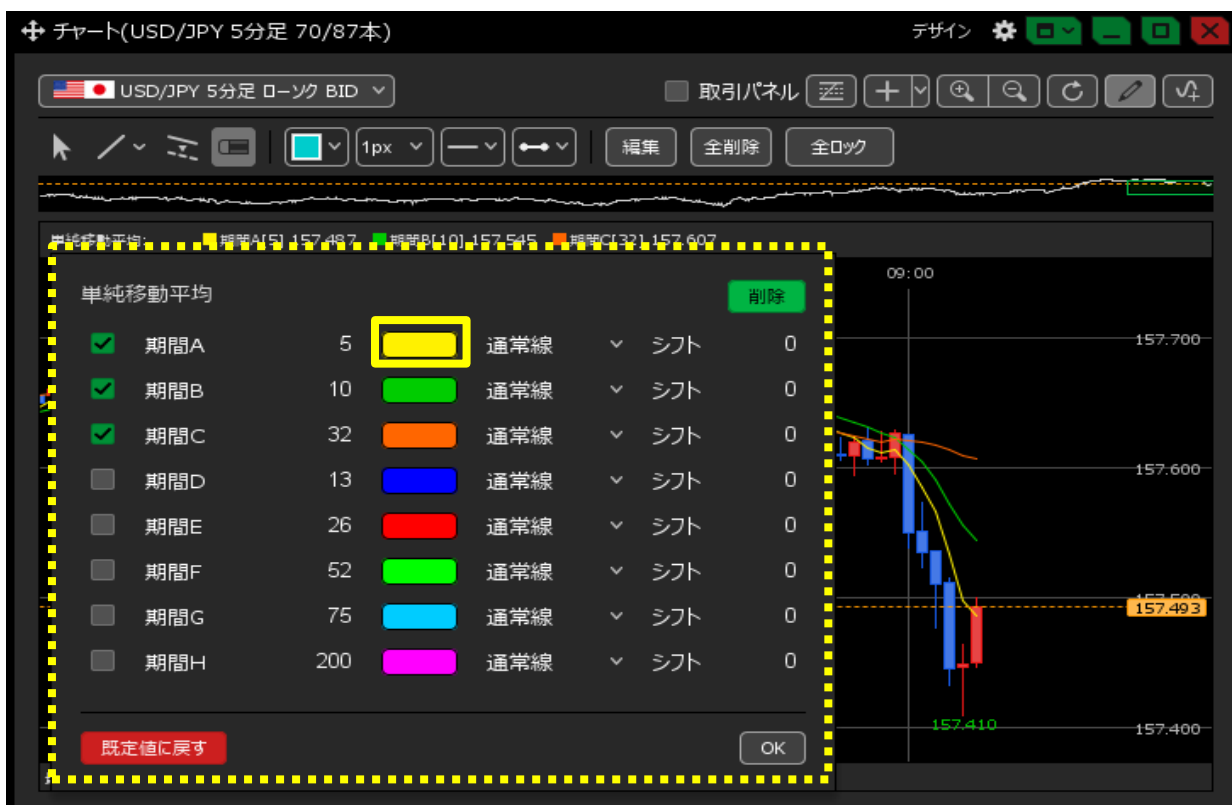 チャート(USD/JPY 5分足 70/87本) デザイン
USD/JPY 5分足 ローソク BID 取引パネル
1px 編集 全削除 全ロック
単純移動平均: 期間A[5] 157.487 期間B[10] 157.545 期間C[32] 157.607
09:00
単純移動平均 削除
期間A 5 通常線 シフト 0
157.700
期間B 10 通常線 シフト 0
期間C 32 通常線 シフト 0
157.600
期間D 13 通常線 シフト 0
期間E 26 通常線 シフト 0
期間F 52 通常線 シフト 0
157.500
157.493
期間G 75 通常線 シフト 0
期間H 200 通常線 シフト 0
157.410
157.400
既定値に戻す OK